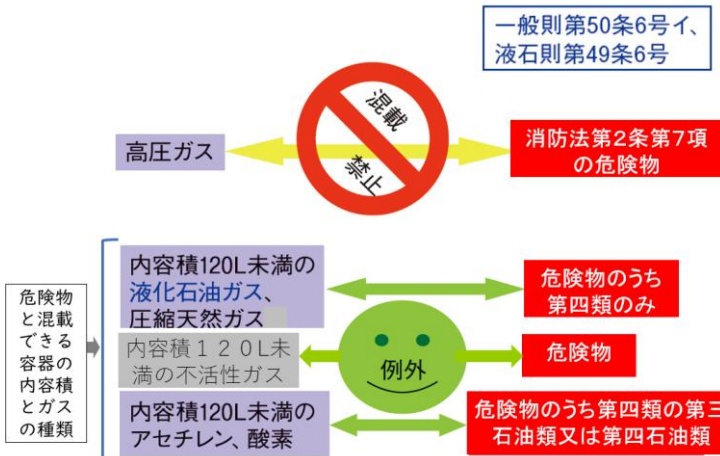 一般則第50条6号イ、
液石則第49条6号
混載
禁止
高圧ガス
消防法第2条第7項
の危険物
危険物
と混載
できる
容器の
内容積
とガス
の種類
内容積120L未満の
液化石油ガス、
圧縮天然ガス
危険物のうち
第四類のみ
内容積１２０L未
満の不活性ガス
例外
危険物
内容積120L未満の
アセチレン、酸素
危険物のうち第四類の第三
石油類又は第四石油類